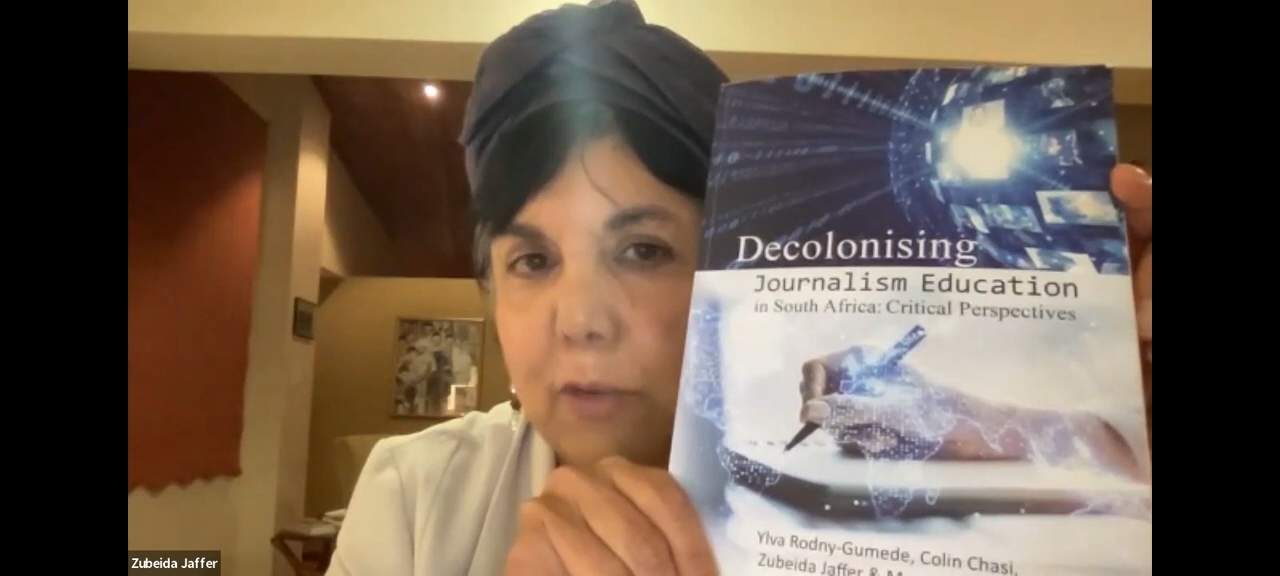 Decolonising
Journalism Education
in South Africa: Critical Perspectives
Ylva Rodny-Gumede, Colin Chasi,
Zubeida Jaffer &
Zubeida Jaffer